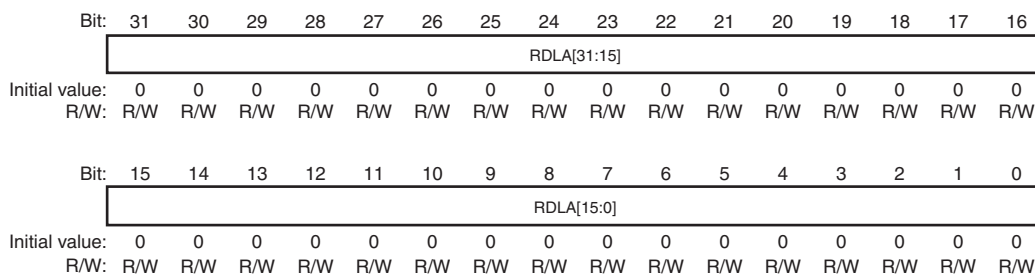 Bit: 31 30 29 28 27 26 25 24 23 22 21 20 19 18 17 16
RDLA[31:15]
Initial value: 0 0 0 0 0 0 0 0 0 0 0 0 0 0 0 0
R/W: R/W R/W R/W R/W R/W R/W R/W R/W R/W R/W R/W R/W R/W R/W R/W R/W
Bit: 15 14 13 12 11 10 9 8 7 6 5 4 3 2 1 0
RDLA[15:0]
Initial value: 0 0 0 0 0 0 0 0 0 0 0 0 0 0 0 0
R/W: R/W R/W R/W R/W R/W R/W R/W R/W R/W R/W R/W R/W R/W R/W R/W R/W